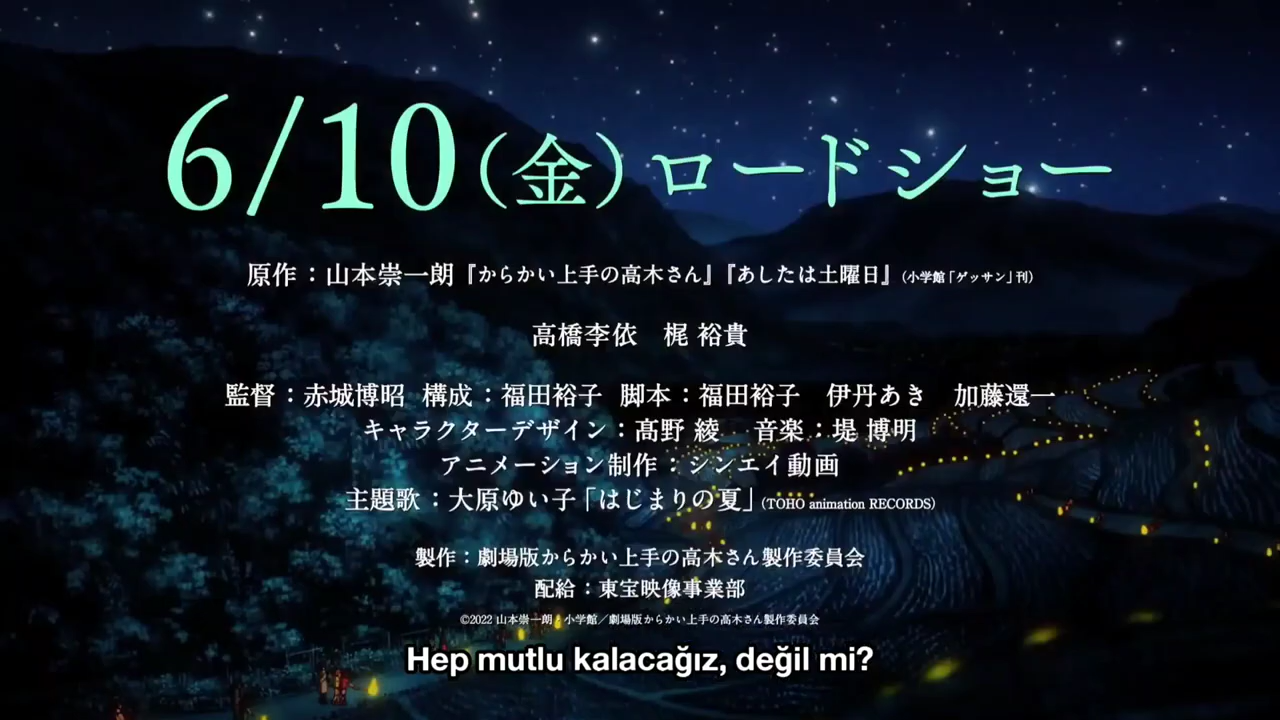 6/10(金)ロードショー
原作：山本崇一朗『からかい上手の高木さん』『あしたは土曜日』（小学館「ゲッサン」刊）
高橋李依　梶 裕貴
監督：赤城博昭　構成：福田裕子　脚本：福田裕子　伊丹あき　加藤還一
キャラクターデザイン：髙野 綾　音楽：堤 博明
アニメーション制作：シンエイ動画
主題歌：大原ゆい子「はじまりの夏」（TOHO animation RECORDS）
製作：劇場版からかい上手の高木さん製作委員会
配給：東宝映像事業部
©2022 山本崇一朗・小学館／劇場版からかい上手の高木さん製作委員会
Hep mutlu kalacağız, değil mi?